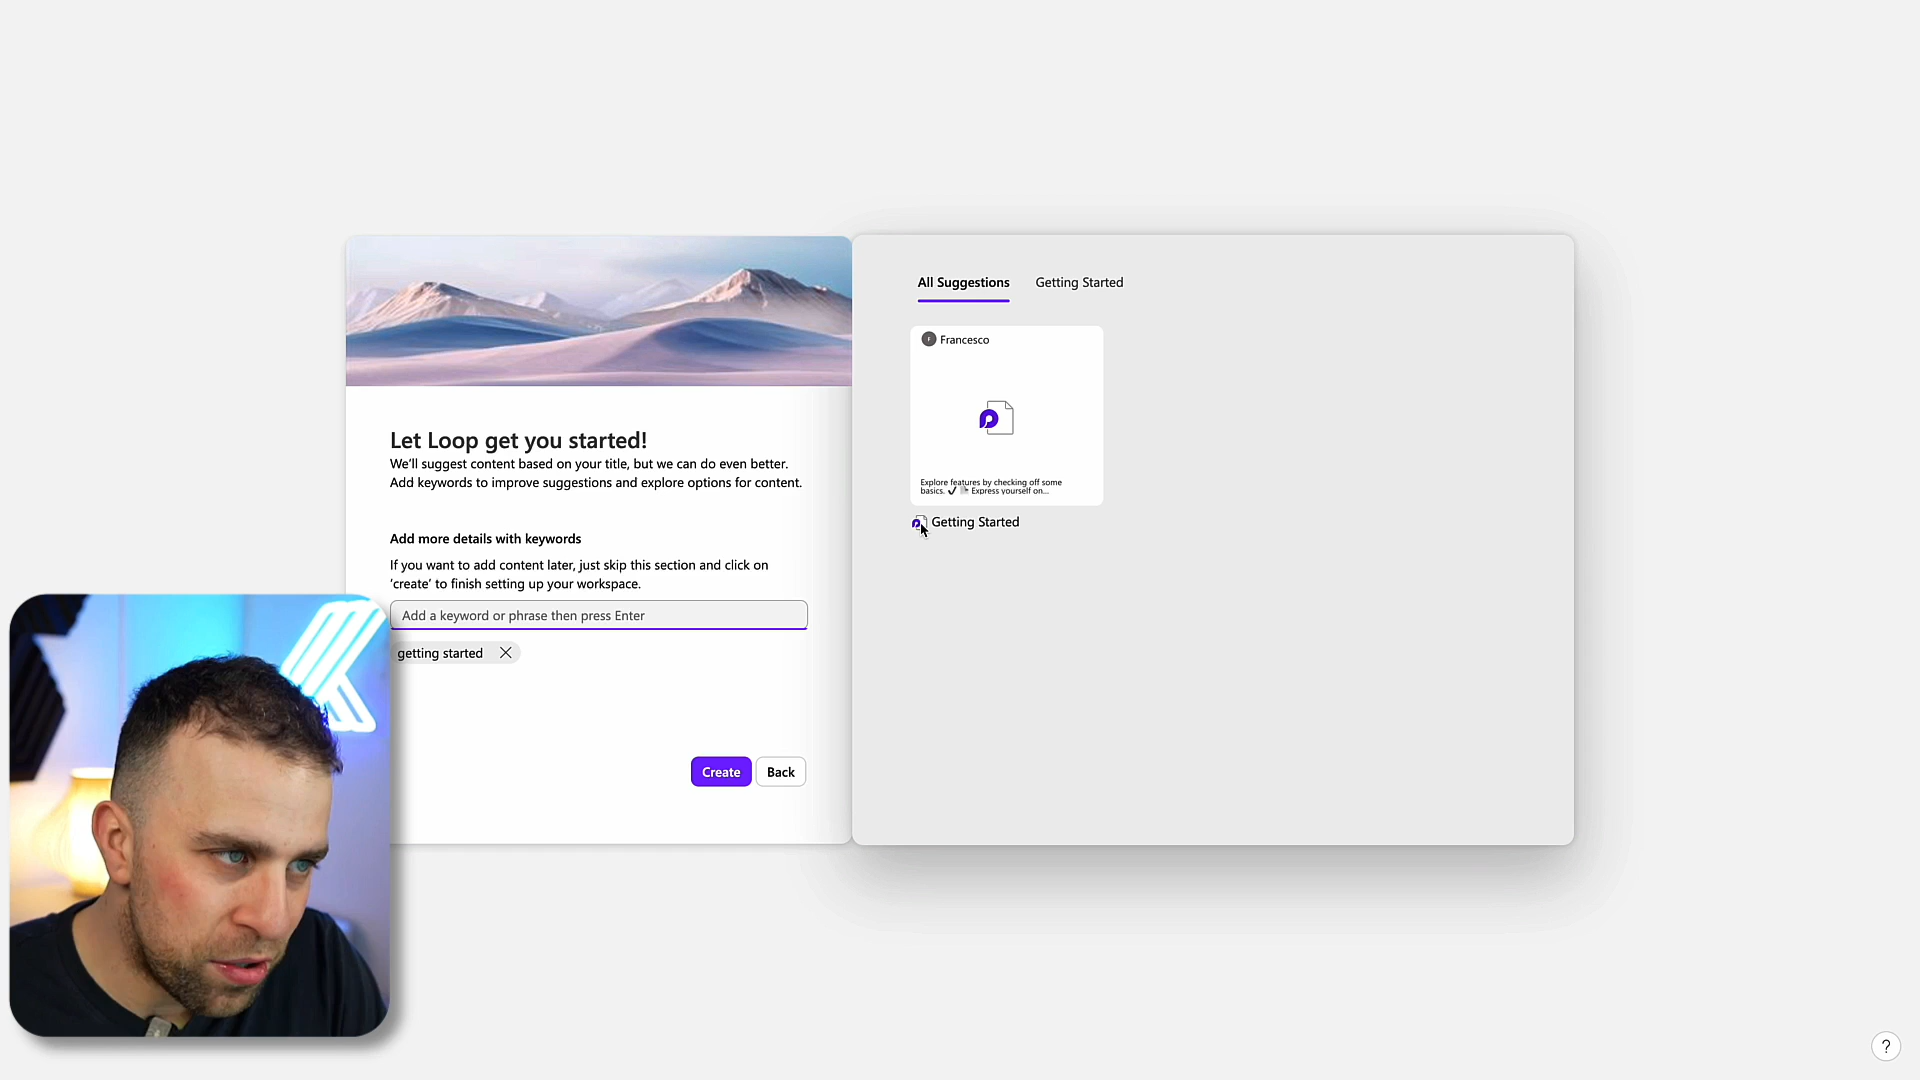 Let Loop get you started!
We'll suggest content based on your title, but we can do even better.
Add keywords to improve suggestions and explore options for content.
Add more details with keywords
If you want to add content later, just skip this section and click on
'create' to finish setting up your workspace.
Add a keyword or phrase then press Enter
getting started
Create
Back
All Suggestions
Getting Started
F
Francesco
Explore features by checking off some
basics. ✔ Express yourself on...
Getting Started
?